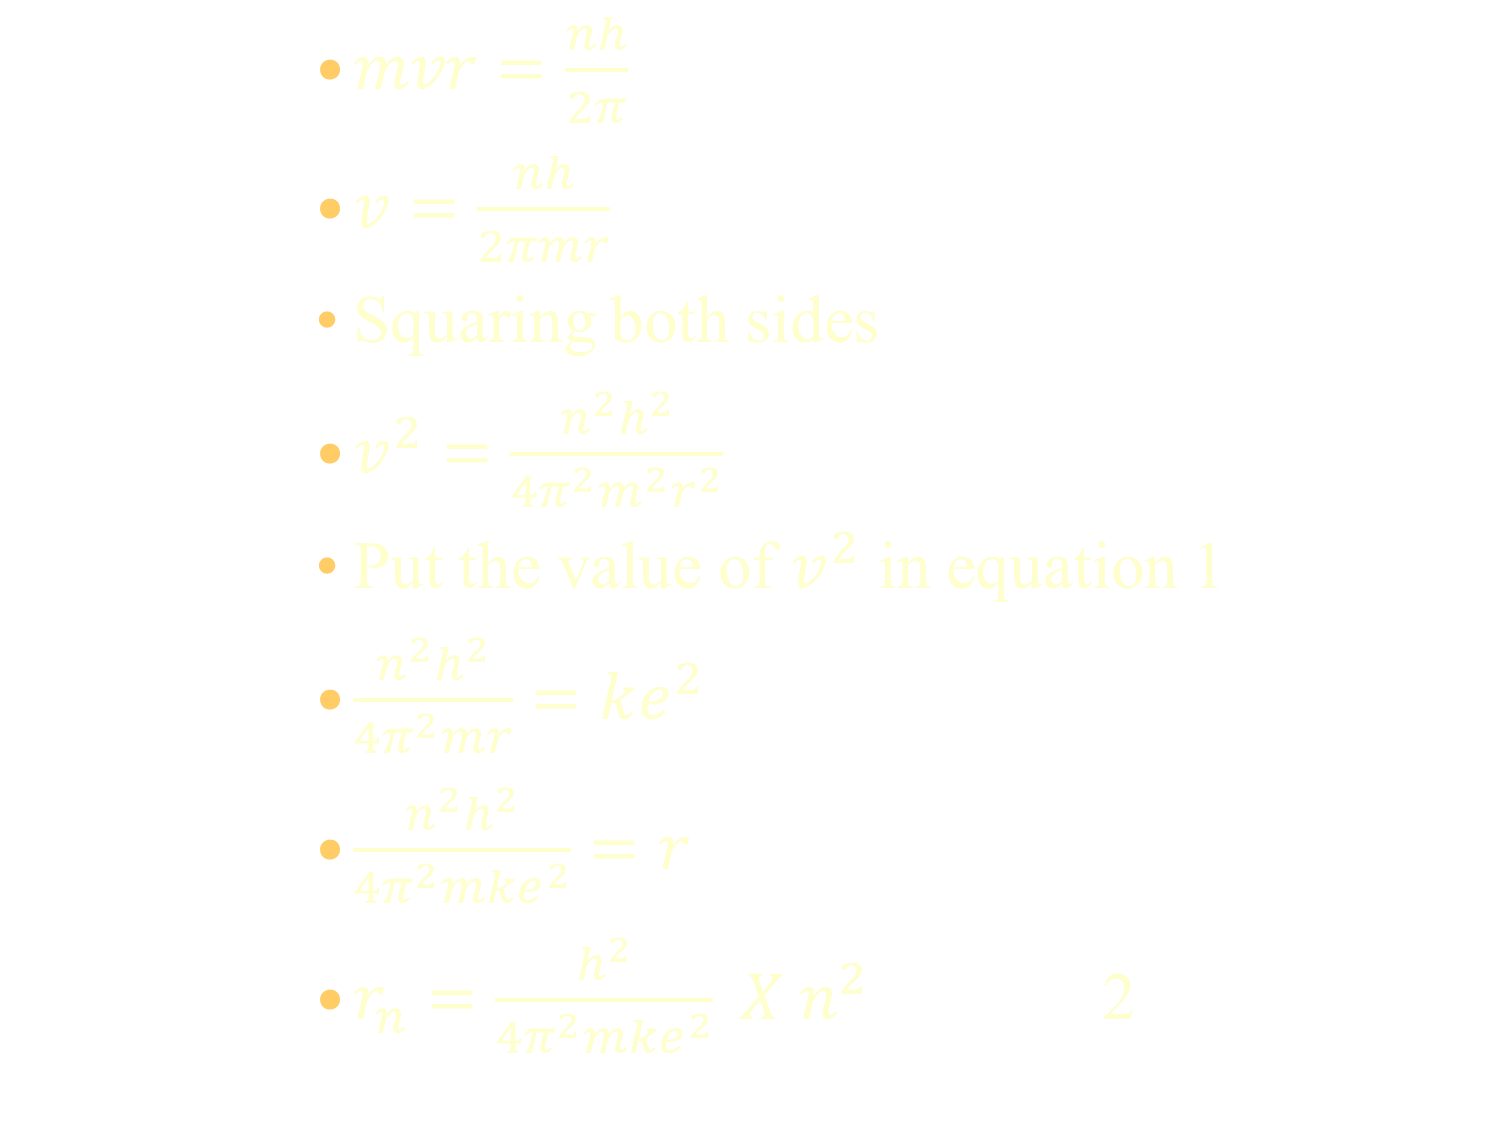 • mvr = nh/2π
• v = nh/2πmr
• Squaring both sides
• v² = n²h²/4π²m²r²
• Put the value of v² in equation 1
• n²h²/4π²mr = ke²
• n²h²/4π²mke² = r
• rₙ = h²/4π²mke² X n² 2